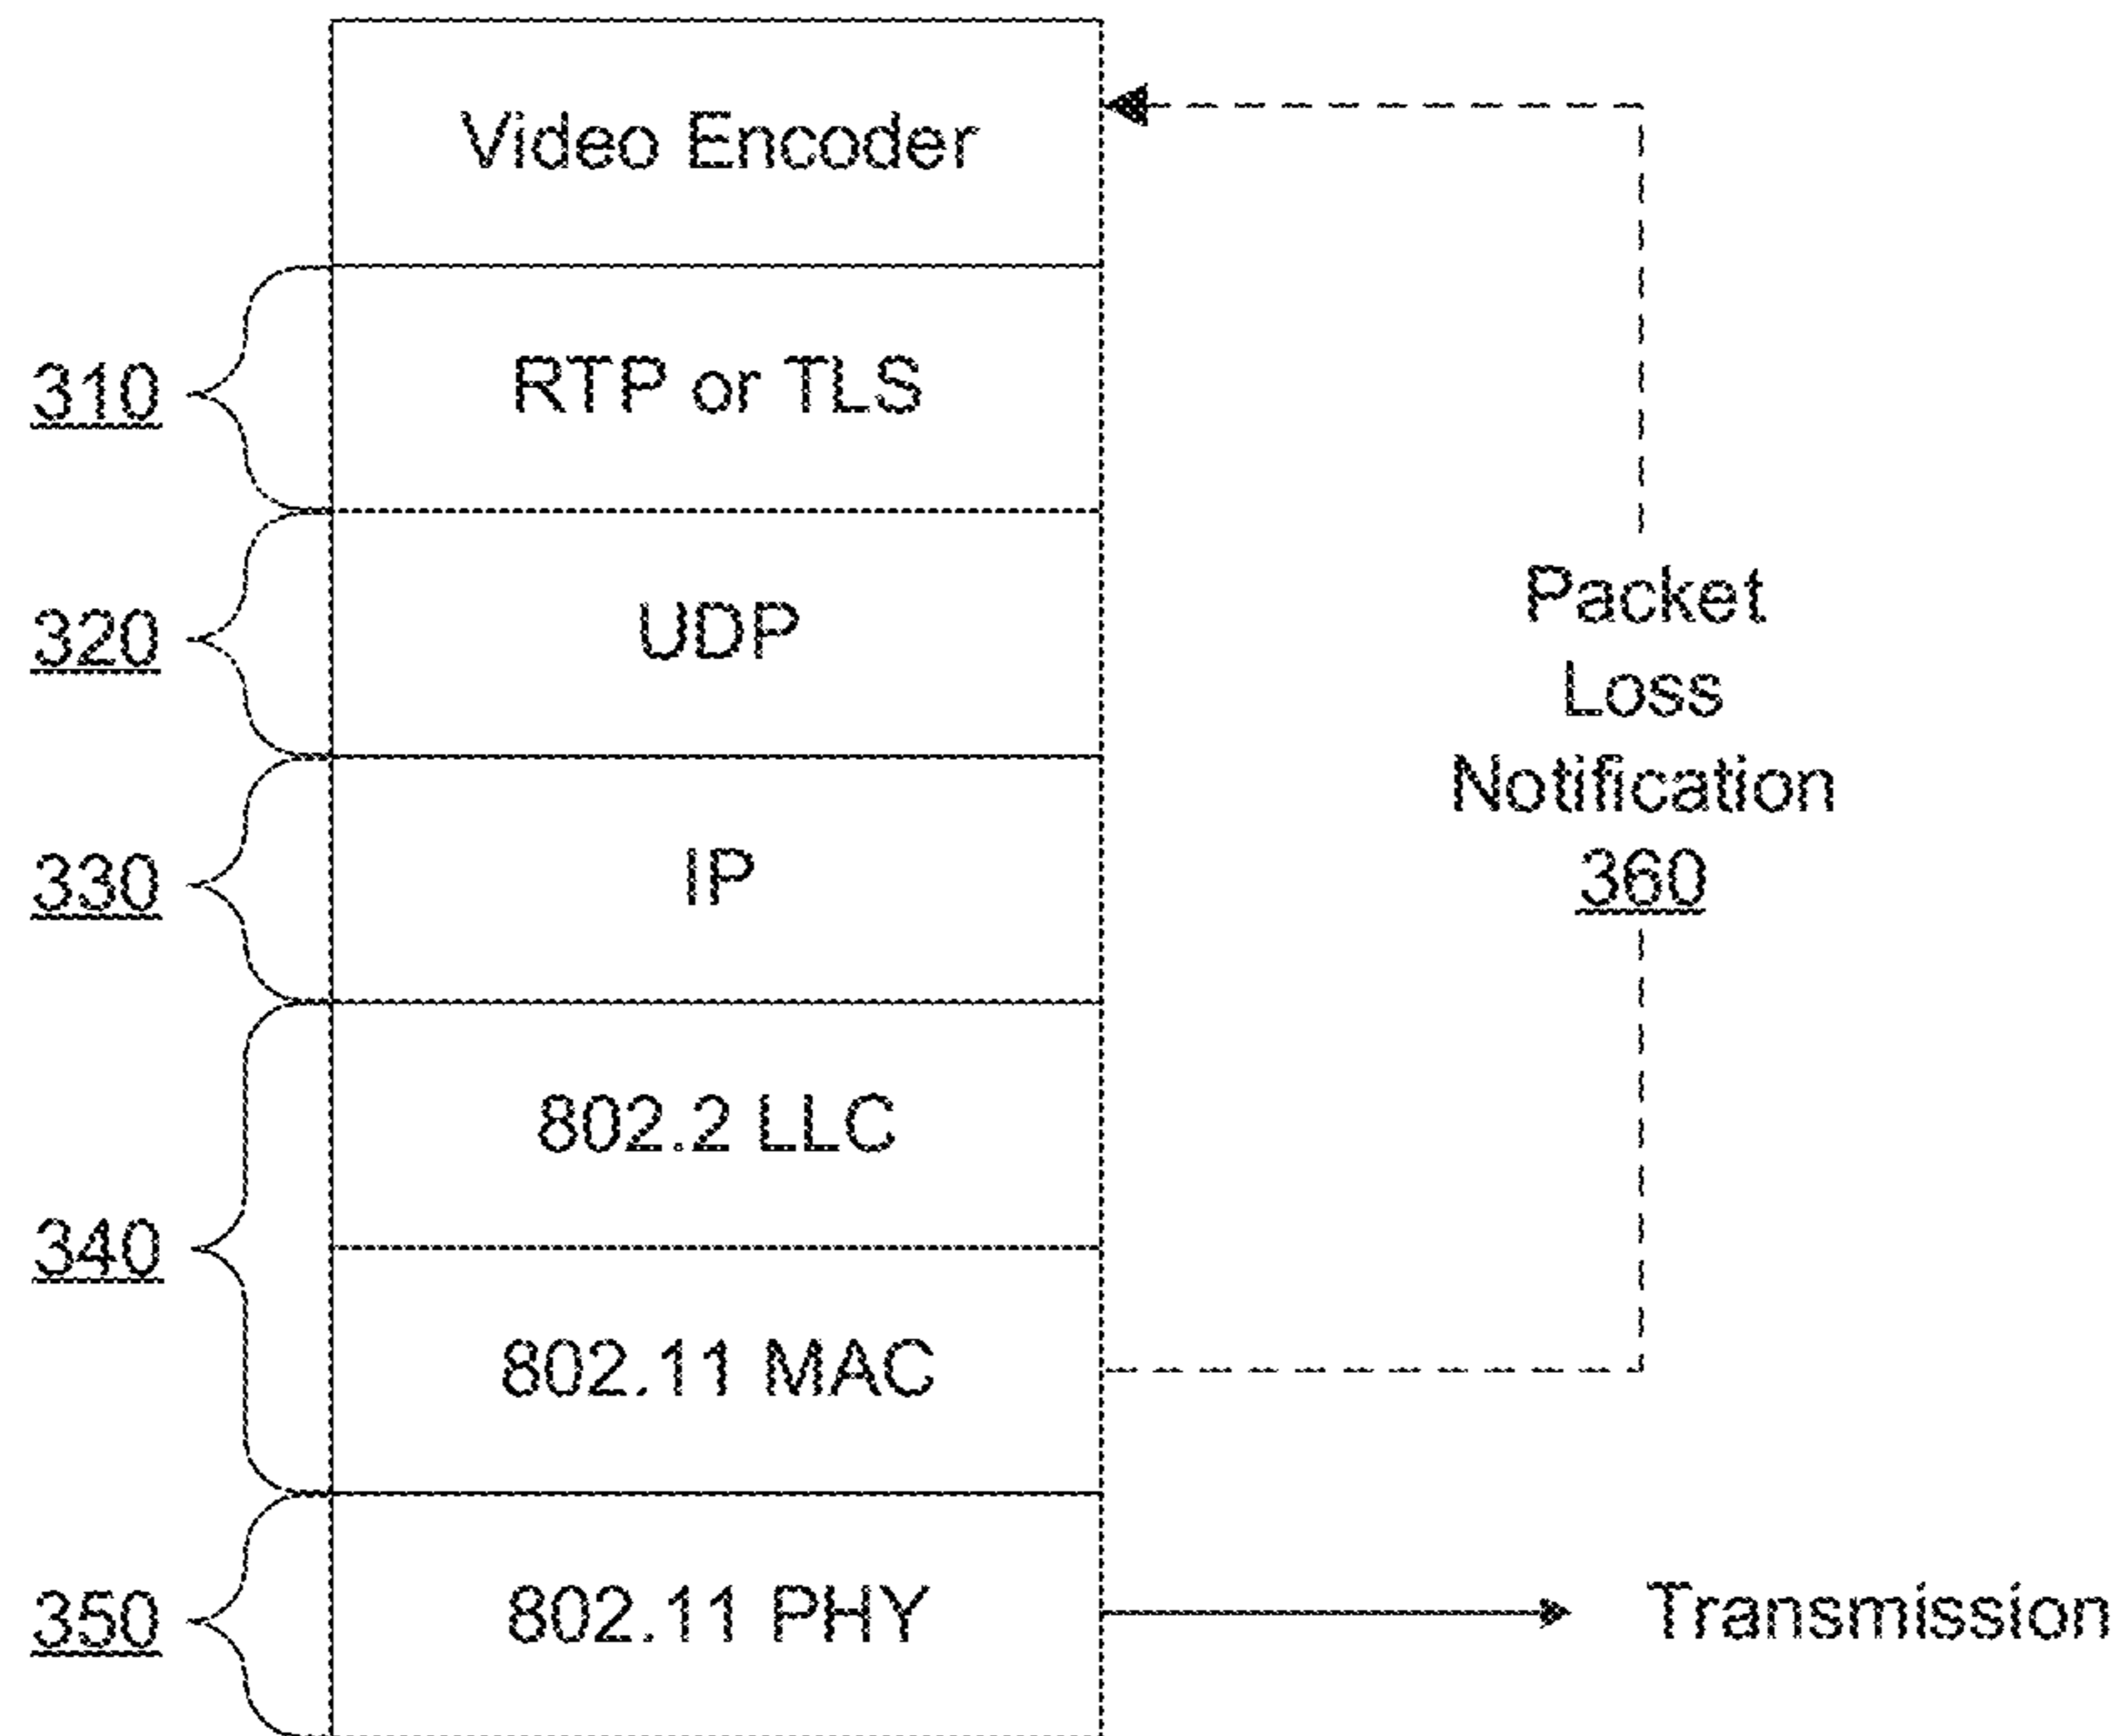 Video Encoder
310
RTP or TLS
320
UDP
330
IP
340
802.2 LLC
802.11 MAC
350
802.11 PHY
Packet
Loss
Notification
360
Transmission